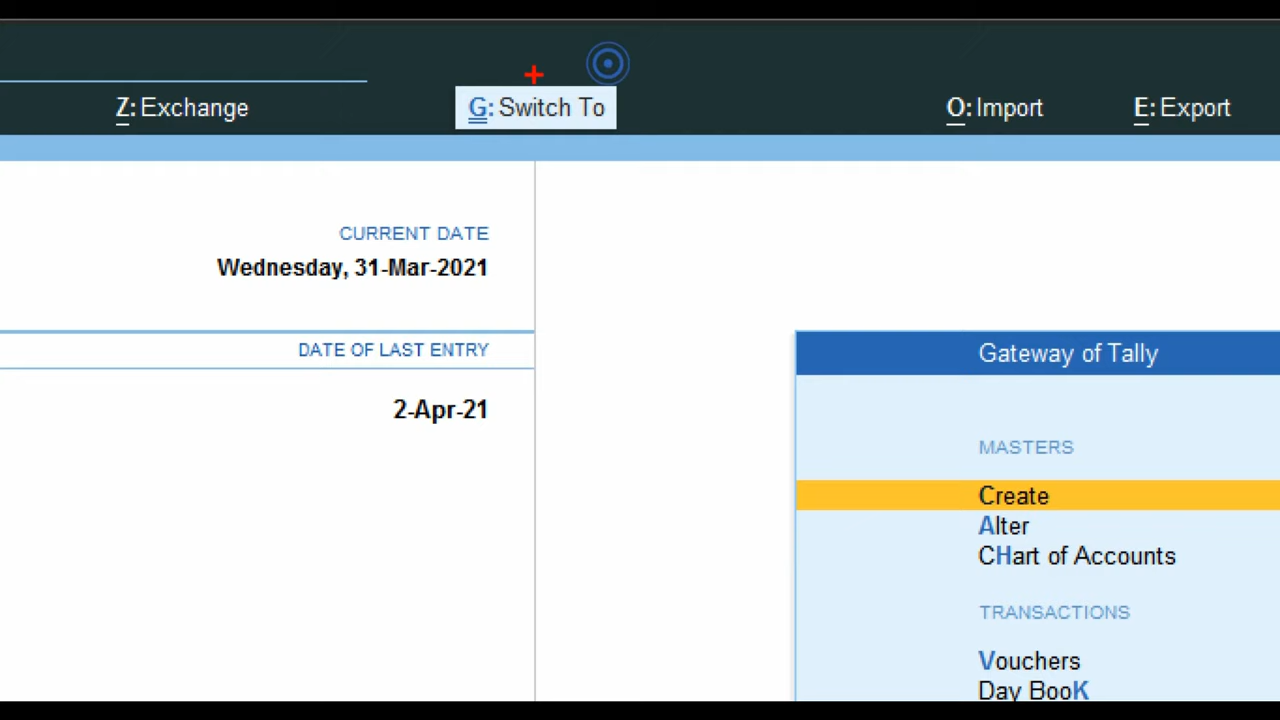 Z: Exchange
G: Switch To
O: Import
E: Export
CURRENT DATE
Wednesday, 31-Mar-2021
DATE OF LAST ENTRY
2-Apr-21
Gateway of Tally
MASTERS
Create
Alter
CHart of Accounts
TRANSACTIONS
Vouchers
Day BooK